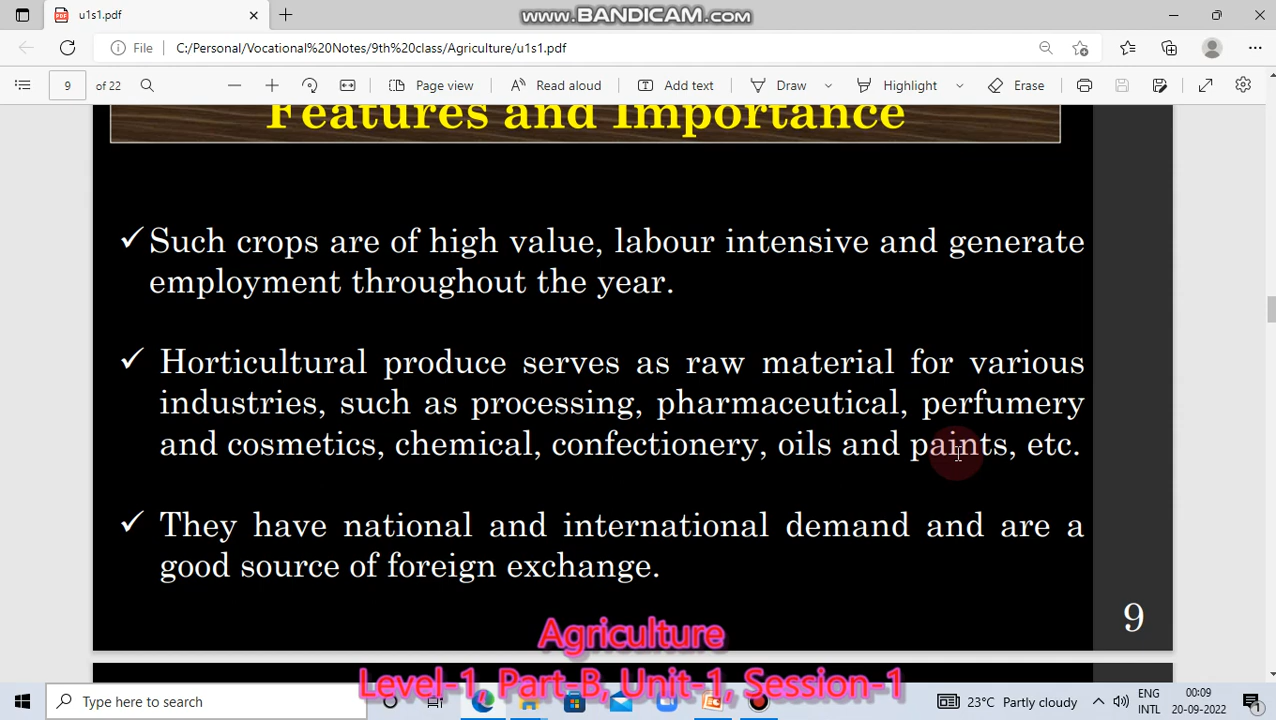 u1s1.pdf
www.BANDICAM.com
File C:/Personal/Vocational%20Notes/9th%20class/Agriculture/u1s1.pdf
9 of 22 Page view Read aloud Add text Draw Highlight Erase
Features and Importance
✓Such crops are of high value, labour intensive and generate
employment throughout the year.
✓ Horticultural produce serves as raw material for various
industries, such as processing, pharmaceutical, perfumery
and cosmetics, chemical, confectionery, oils and paints, etc.
✓ They have national and international demand and are a
good source of foreign exchange.
9
Agriculture
Level-1, Part-B, Unit-1, Session-1
Type here to search
23°C Partly cloudy
ENG
INTL
00:09
20-09-2022
1